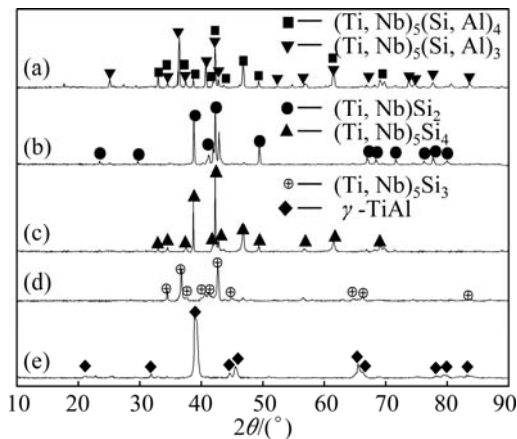 (a)
■— (Ti, Nb)5(Si, Al)4
▼— (Ti, Nb)5(Si, Al)3
(b)
●— (Ti, Nb)Si2
▲— (Ti, Nb)5Si4
(c)
⊕— (Ti, Nb)5Si3
◆— γ -TiAl
(d)
(e)
10 20 30 40 50 60 70 80 90
2θ/(°)